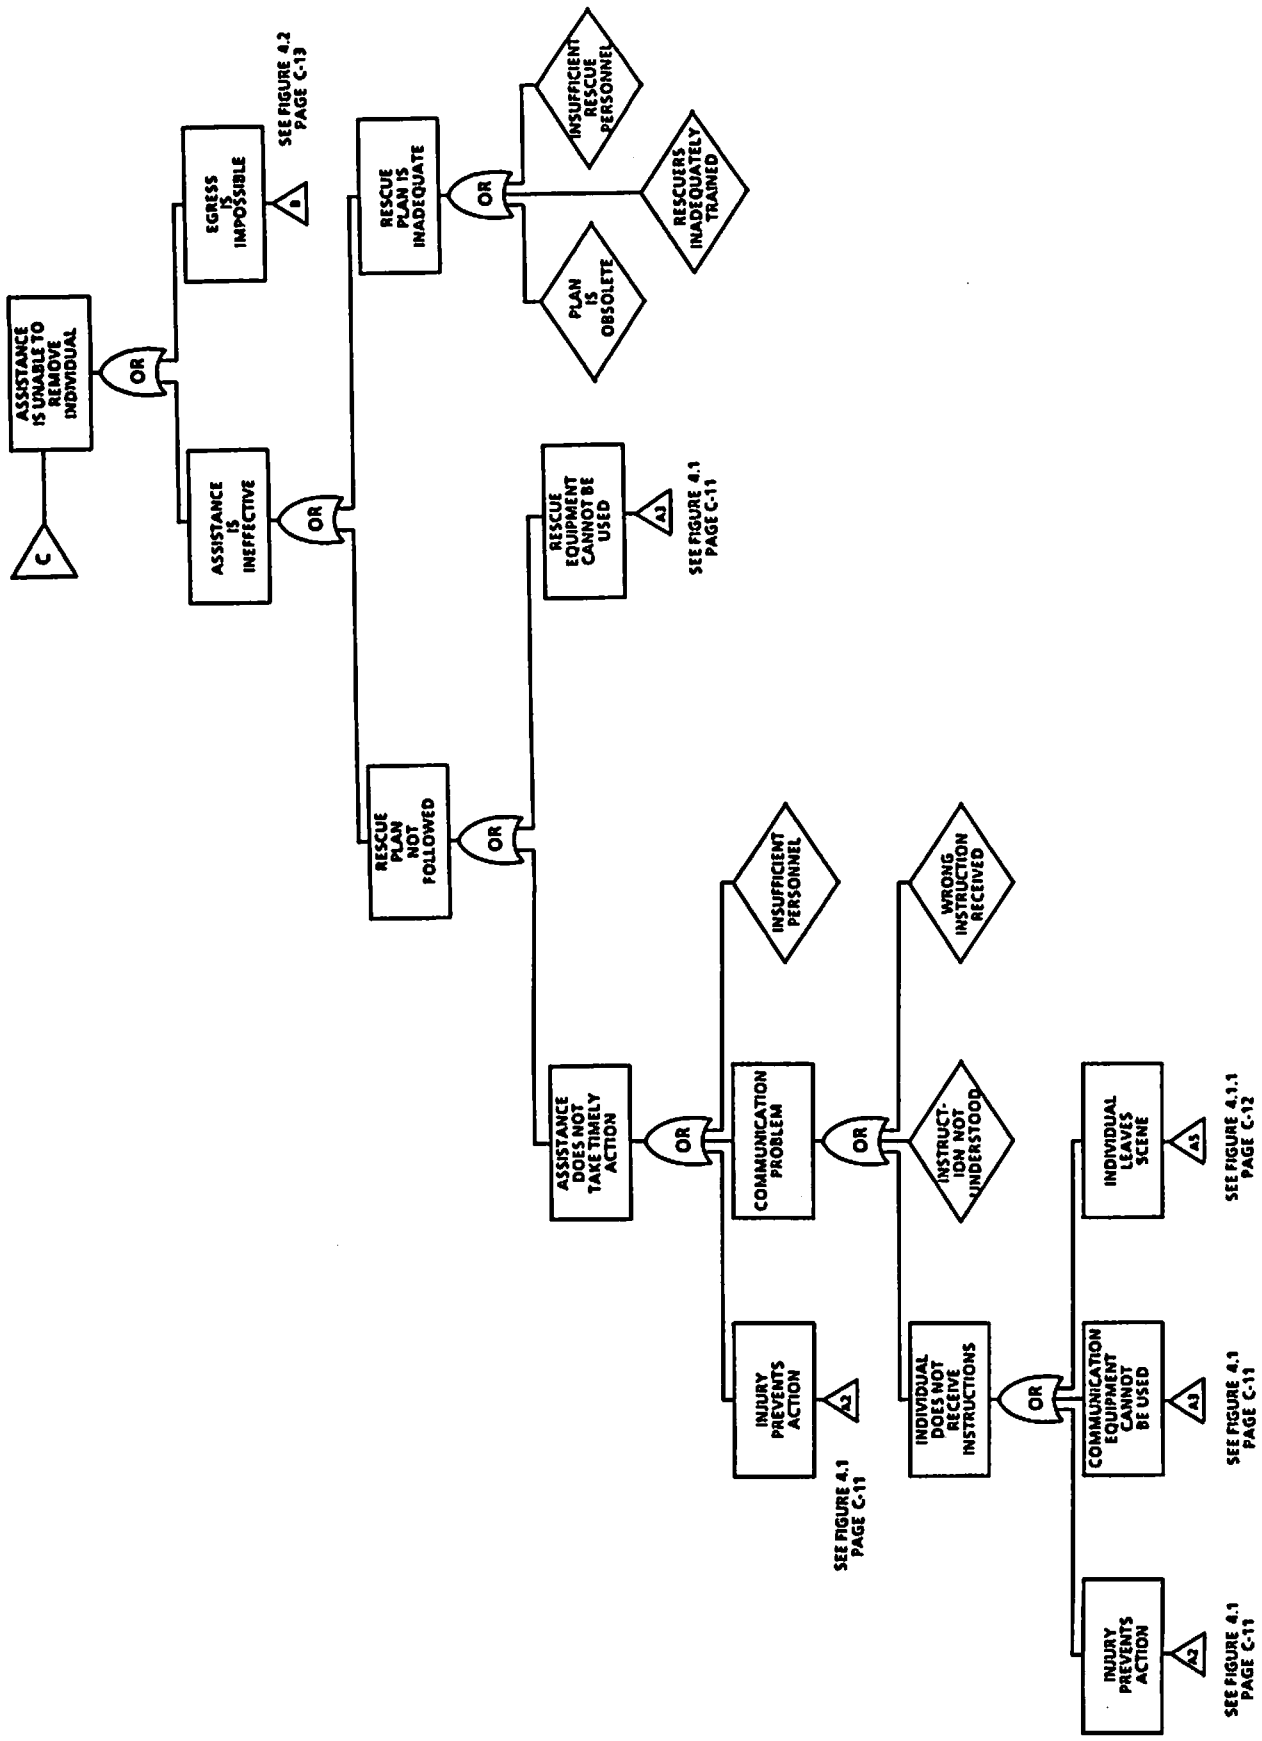 C
ASSISTANCE
IS UNABLE TO
REMOVE
INDIVIDUAL
OR
ASSISTANCE
IS
INEFFECTIVE
EGRESS
IS
IMPOSSIBLE
B
SEE FIGURE 4.2
PAGE C-13
OR
RESCUE
PLAN
NOT
FOLLOWED
RESCUE
PLAN IS
INADEQUATE
OR
OR
PLAN
IS
OBSOLETE
RESCUERS
INADEQUATELY
TRAINED
INSUFFICIENT
RESCUE
PERSONNEL
ASSISTANCE
DOES NOT
TAKE TIMELY
ACTION
RESCUE
EQUIPMENT
CANNOT BE
USED
A3
SEE FIGURE 4.1
PAGE C-11
OR
INJURY
PREVENTS
ACTION
A2
SEE FIGURE 4.1
PAGE C-11
COMMUNICATION
PROBLEM
INSUFFICIENT
PERSONNEL
OR
INDIVIDUAL
DOES NOT
RECEIVE
INSTRUCTIONS
INSTRUCT-
ION NOT
UNDERSTOOD
WRONG
INSTRUCTION
RECEIVED
OR
INJURY
PREVENTS
ACTION
A2
SEE FIGURE 4.1
PAGE C-11
COMMUNICATION
EQUIPMENT
CANNOT
BE USED
A3
SEE FIGURE 4.1
PAGE C-11
INDIVIDUAL
LEAVES
SCENE
A5
SEE FIGURE 4.1.1
PAGE C-12